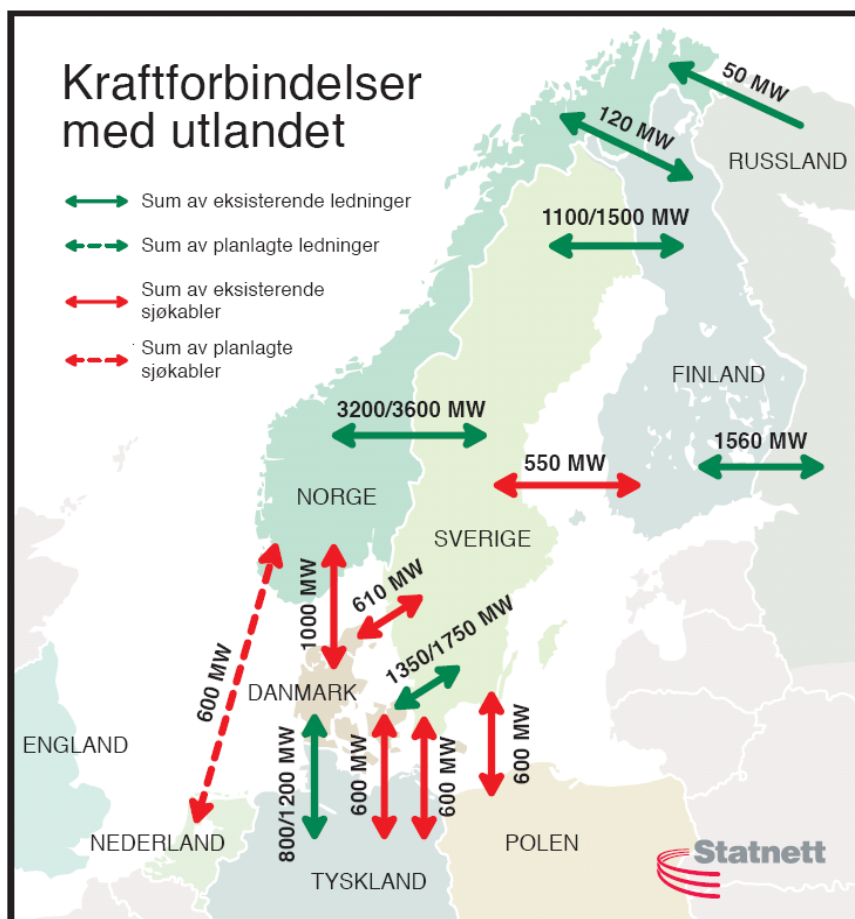 Kraftforbindelser
med utlandet
Sum av eksisterende ledninger
Sum av planlagte ledninger
Sum av eksisterende
sjøkabler
Sum av planlagte
sjøkabler
50 MW
120 MW
RUSSLAND
1100/1500 MW
FINLAND
3200/3600 MW
1560 MW
550 MW
NORGE
SVERIGE
610 MW
1000 MW
1350/1750 MW
600 MW
DANMARK
ENGLAND
800/1200 MW
600 MW
600 MW
600 MW
NEDERLAND
POLEN
TYSKLAND
Statnett